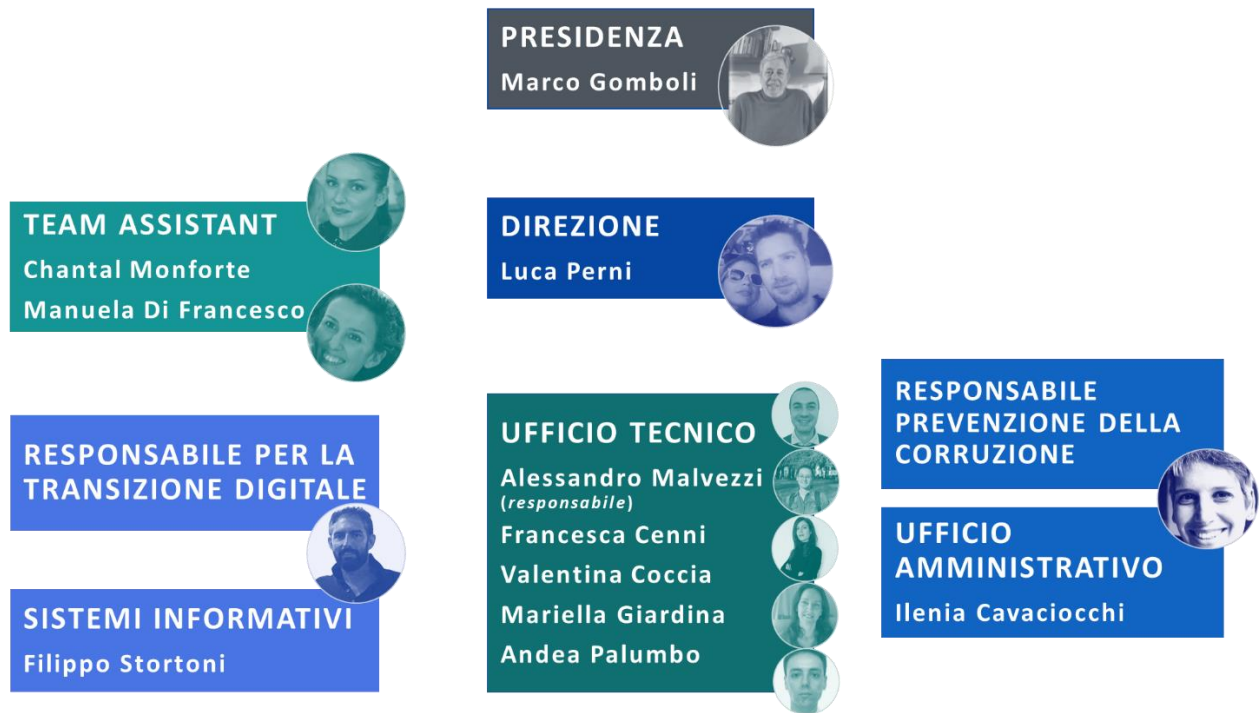 PRESIDENZA
Marco Gomboli
TEAM ASSISTANT
Chantal Monforte
Manuela Di Francesco
DIREZIONE
Luca Perni
RESPONSABILE PER LA
TRANSIZIONE DIGITALE
SISTEMI INFORMATIVI
Filippo Stortoni
UFFICIO TECNICO
Alessandro Malvezzi
(responsabile)
Francesca Cenni
Valentina Coccia
Mariella Giardina
Andea Palumbo
RESPONSABILE
PREVENZIONE DELLA
CORRUZIONE
UFFICIO
AMMINISTRATIVO
Ilenia Cavaciocchi